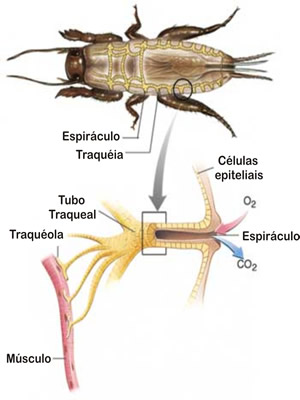 Espiráculo
Traquéia
Células
epiteliais
O2
Tubo
Traqueal
Traquéola
Espiráculo
CO2
Músculo